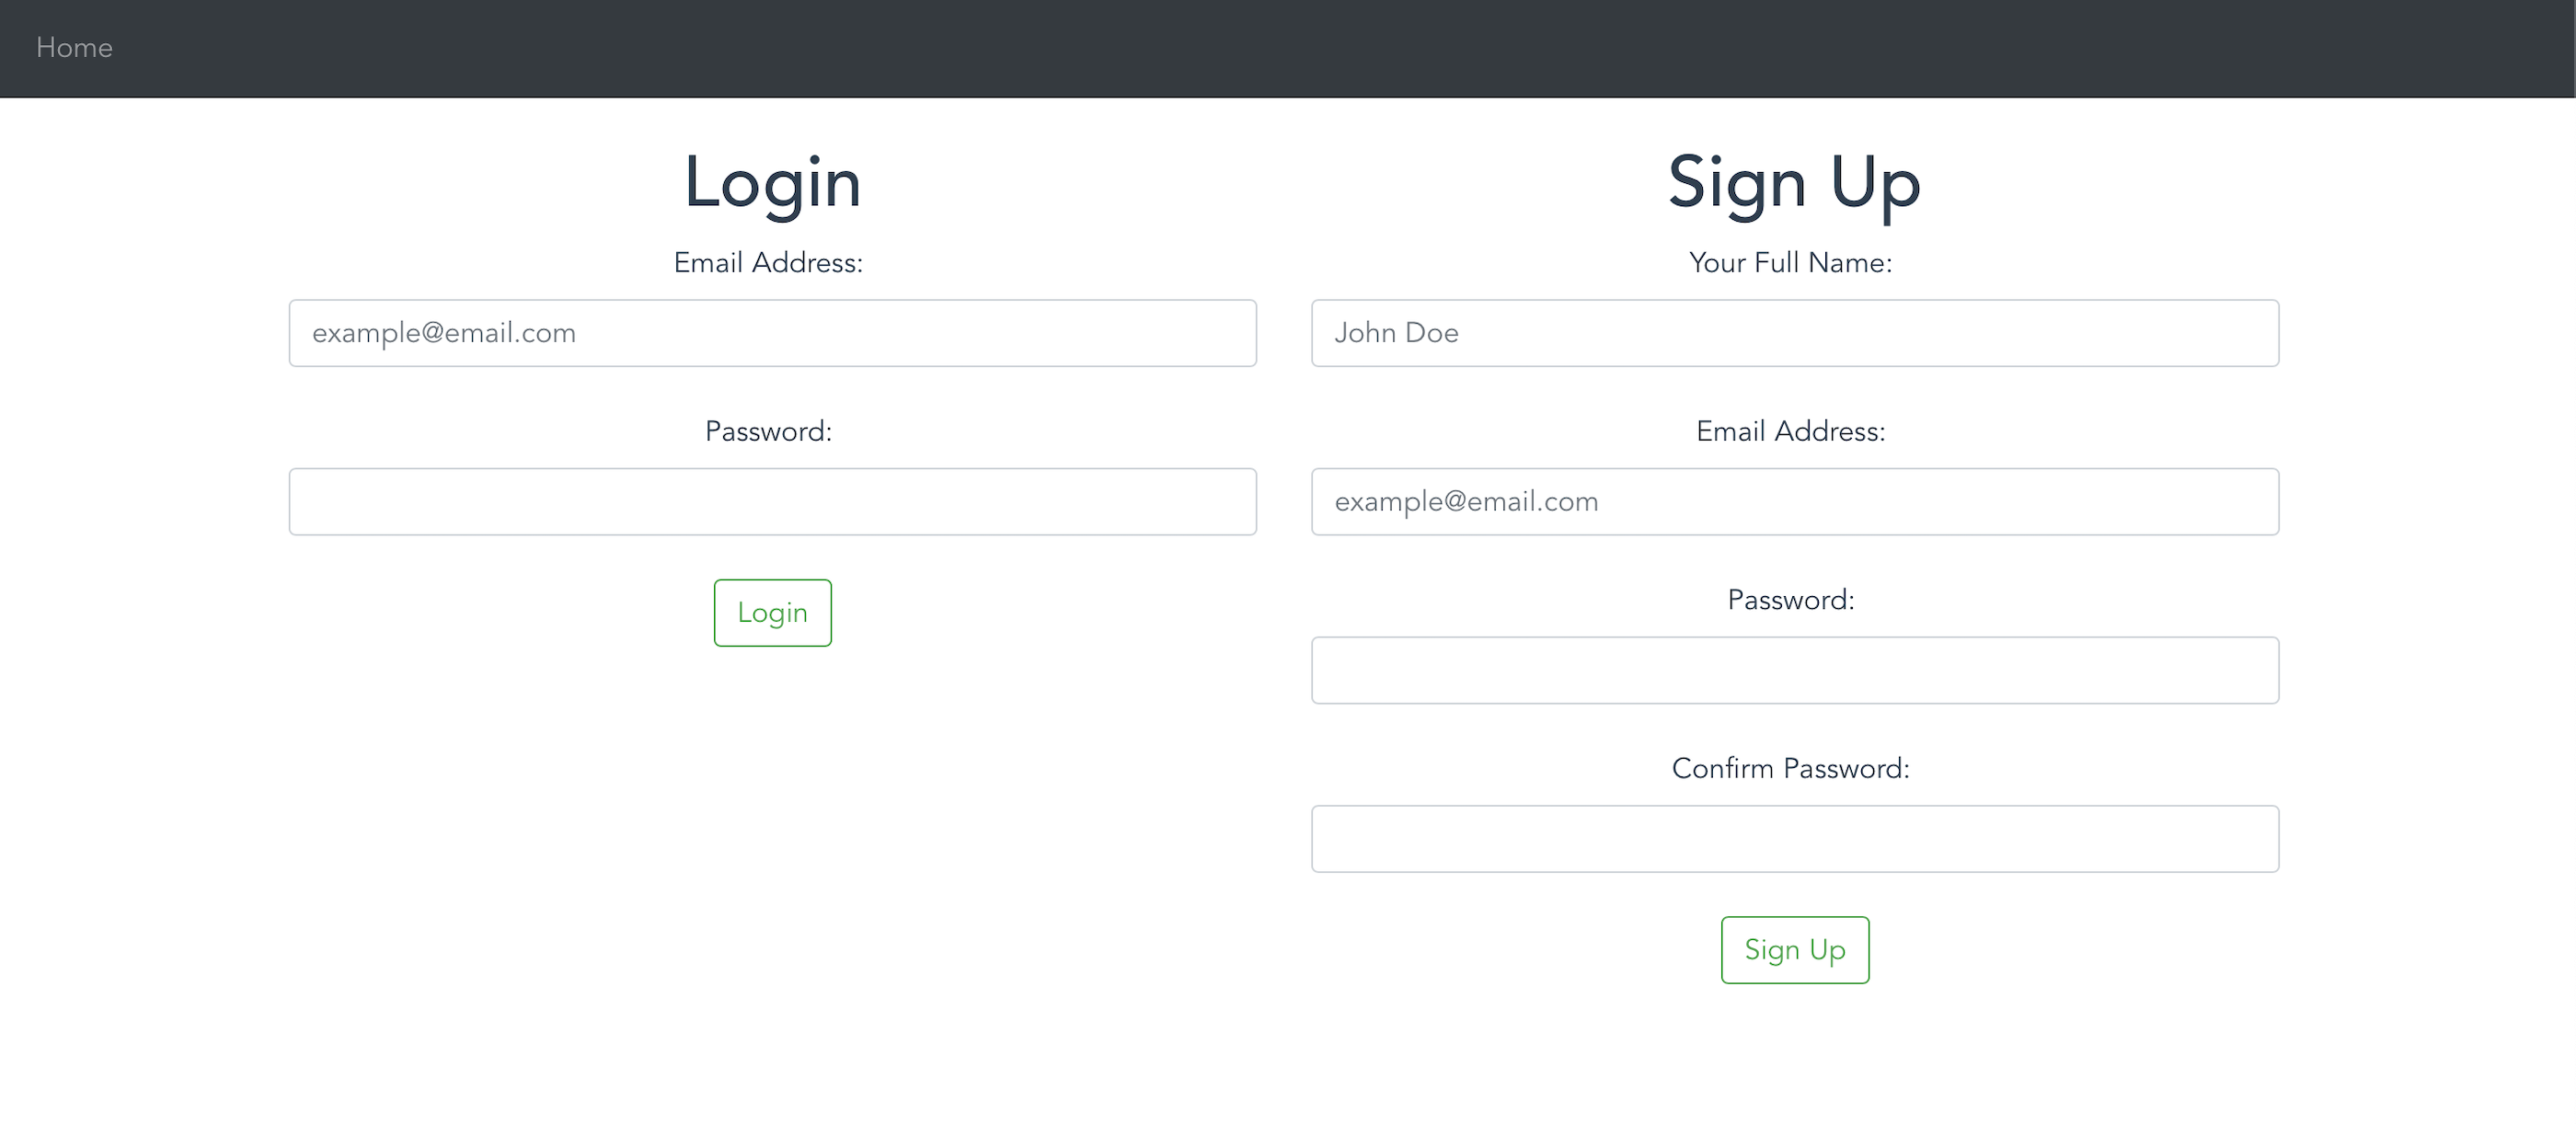 Home
Login
Email Address:
example@email.com
Password:
Login
Sign Up
Your Full Name:
John Doe
Email Address:
example@email.com
Password:
Confirm Password:
Sign Up